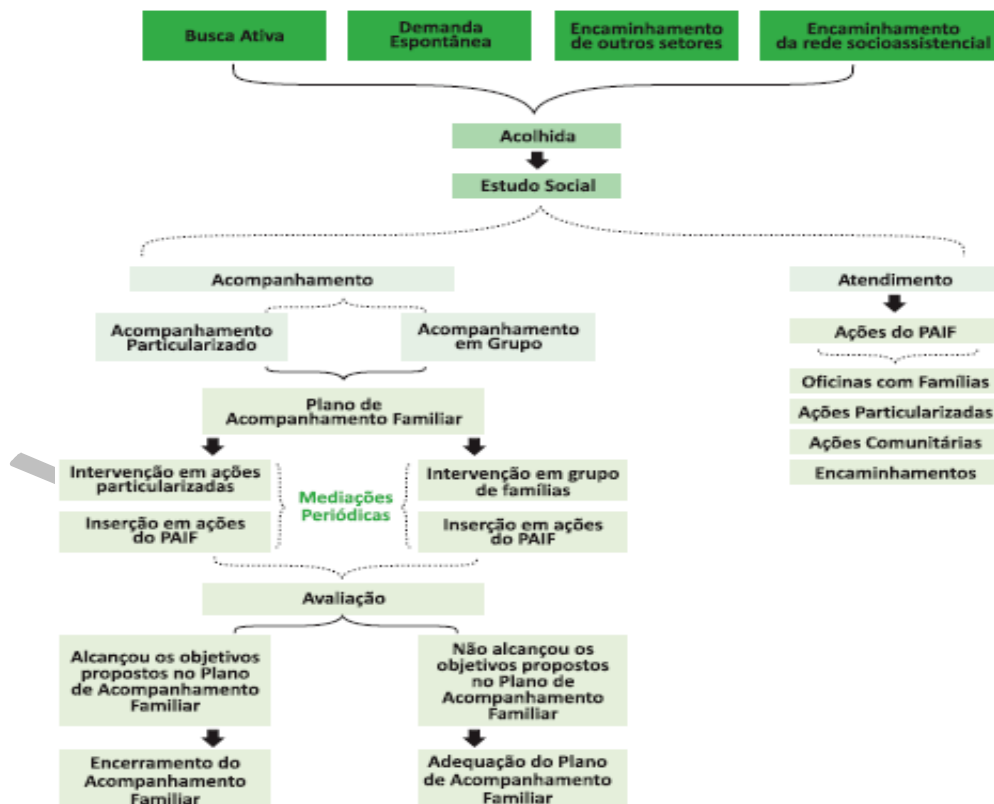 Busca Ativa
Demanda
Espontânea
Encaminhamento
de outros setores
Encaminhamento
da rede socioassistencial
Acolhida
Estudo Social
Acompanhamento
Atendimento
Acompanhamento
Particularizado
Acompanhamento
em Grupo
Ações do PAIF
Oficinas com Famílias
Ações Particularizadas
Ações Comunitárias
Encaminhamentos
Plano de
Acompanhamento Familiar
Intervenção em ações
particularizadas
Inserção em ações
do PAIF
Mediações
Periódicas
Intervenção em grupo
de famílias
Inserção em ações
do PAIF
Avaliação
Alcançou os objetivos
propostos no Plano
de Acompanhamento
Familiar
Não alcançou os
objetivos propostos
no Plano de
Acompanhamento
Familiar
Encerramento do
Acompanhamento
Familiar
Adequação do Plano
de Acompanhamento
Familiar